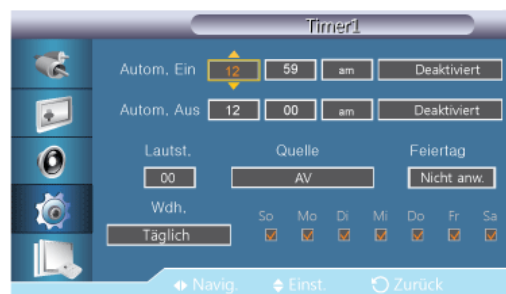 Timer1
Autom. Ein 12 59 am Deaktiviert
Autom. Aus 12 00 am Deaktiviert
Lautst. Quelle Feiertag
00 AV Nicht anw.
Wdh. So Mo Di Mi Do Fr Sa
Täglich
Navig. Einst. Zurück